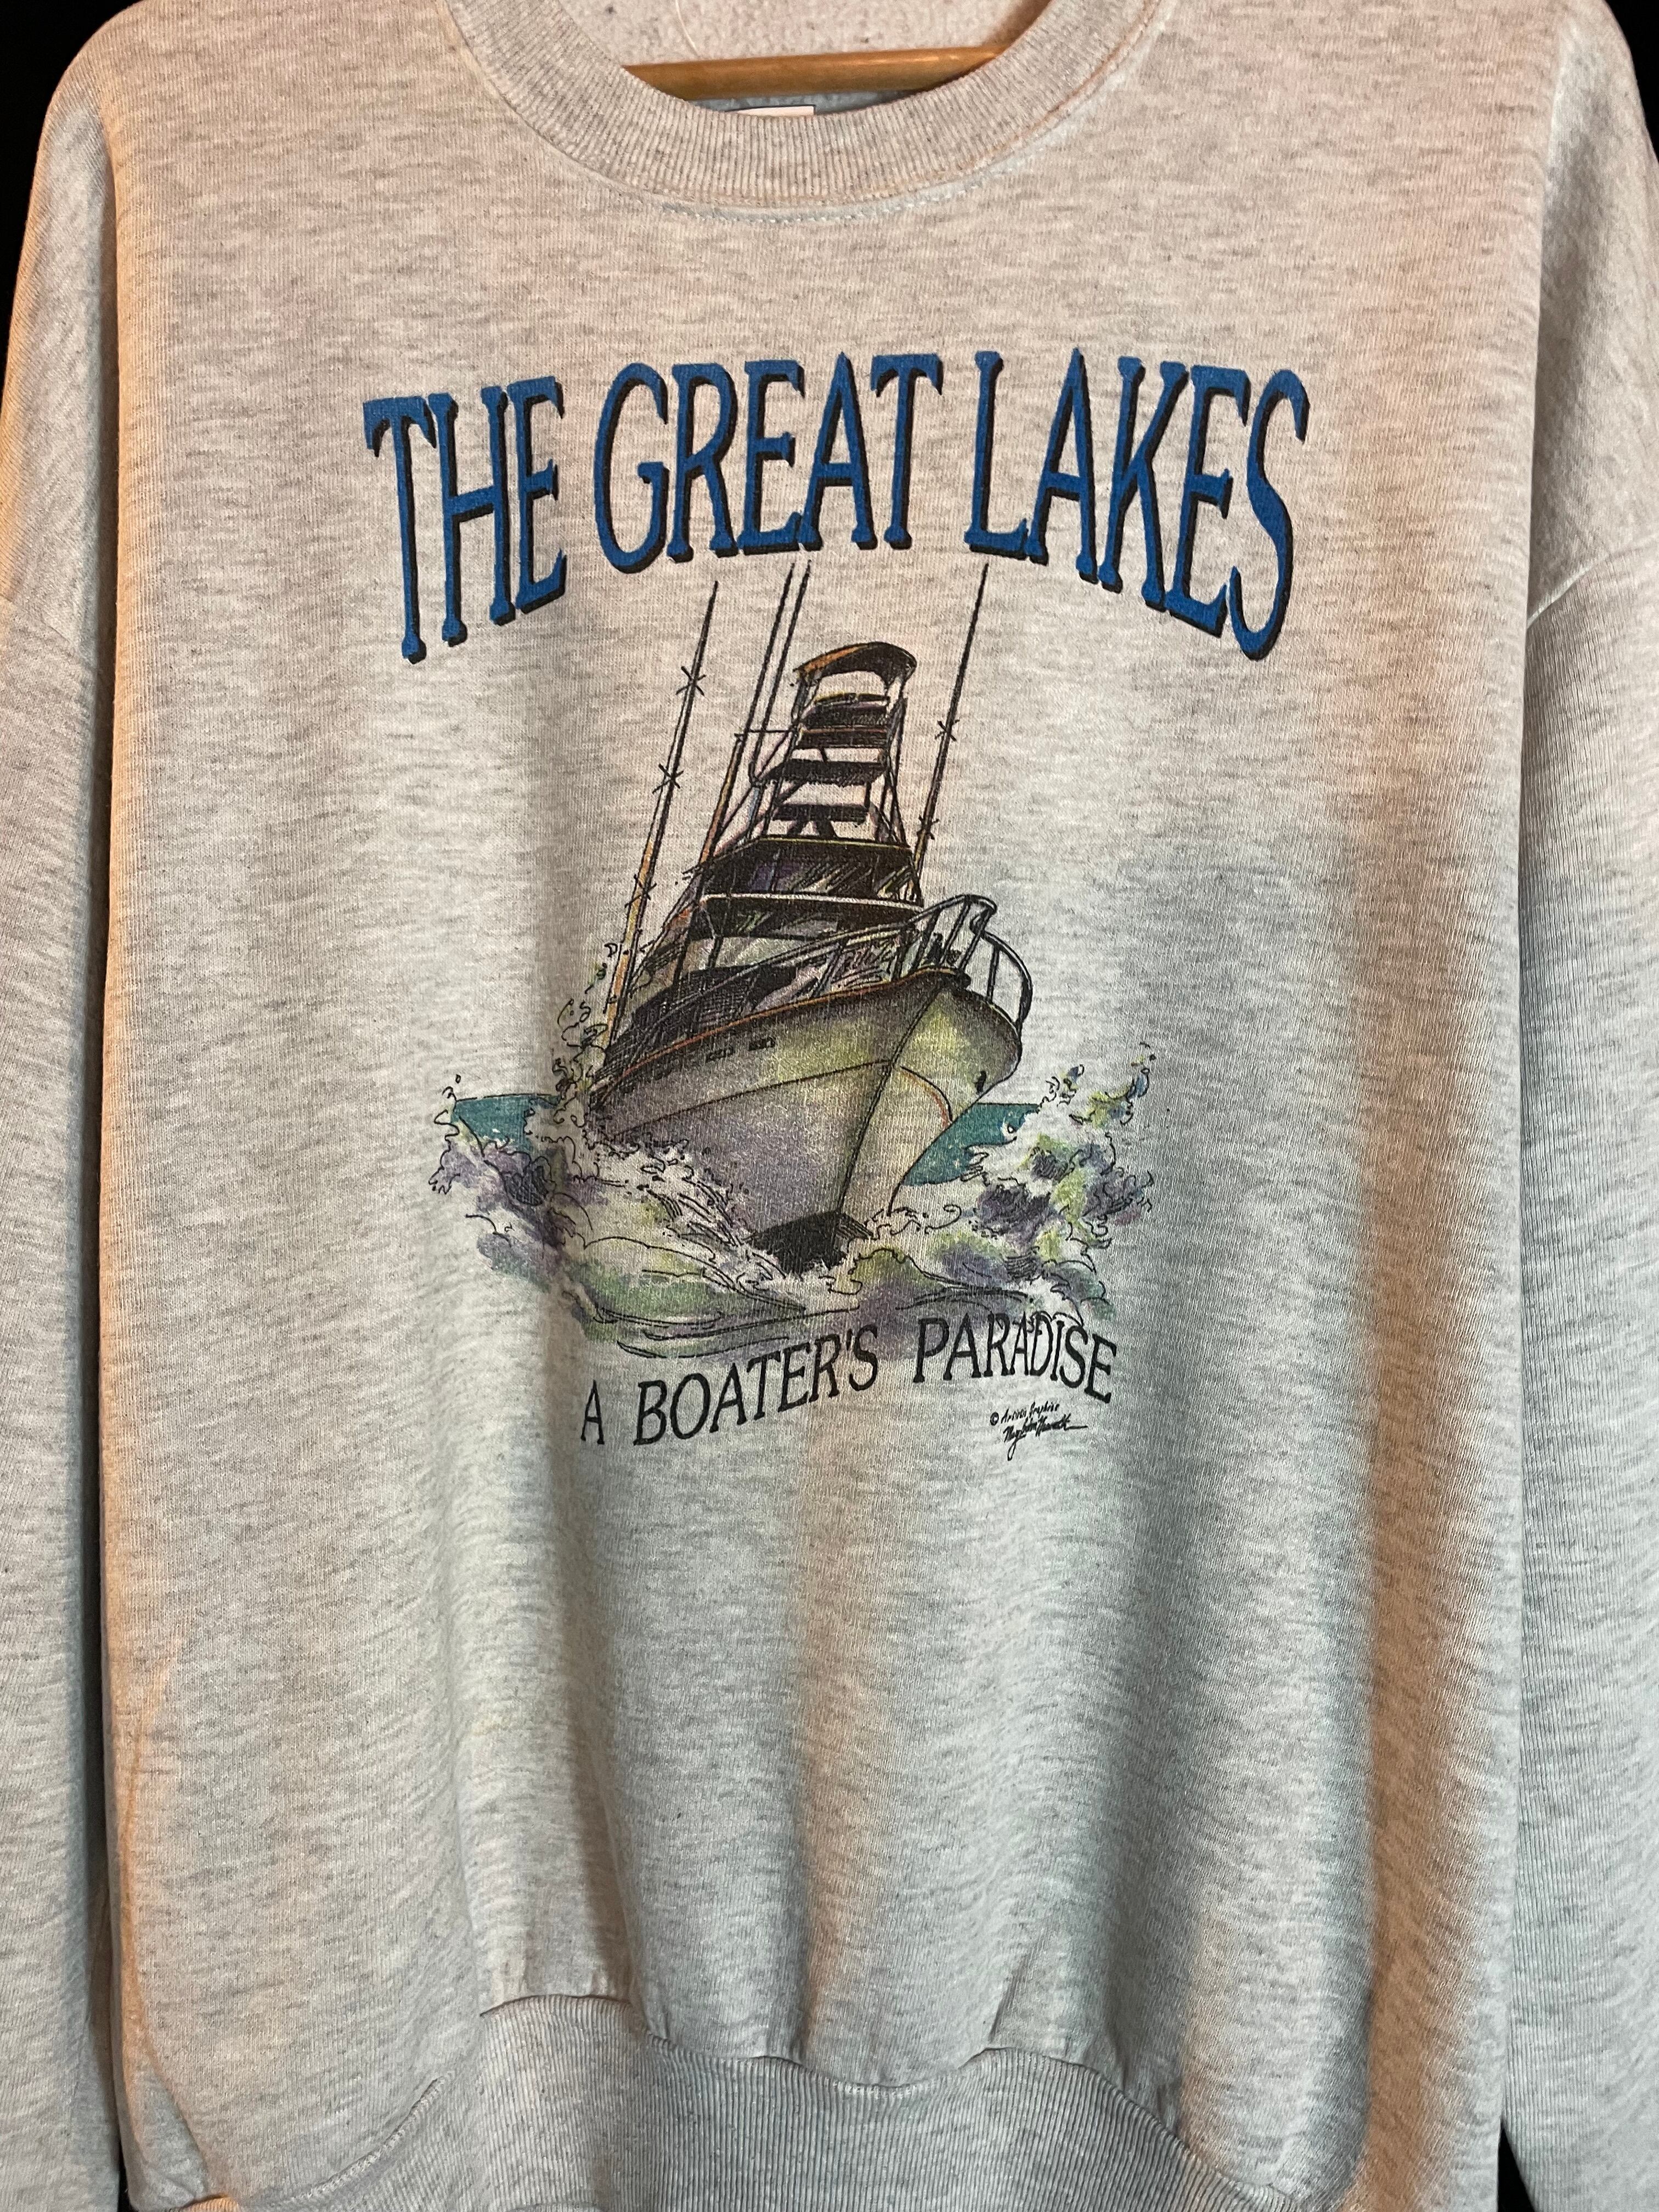 THE GREAT LAKES
A BOATER'S PARADISE
©